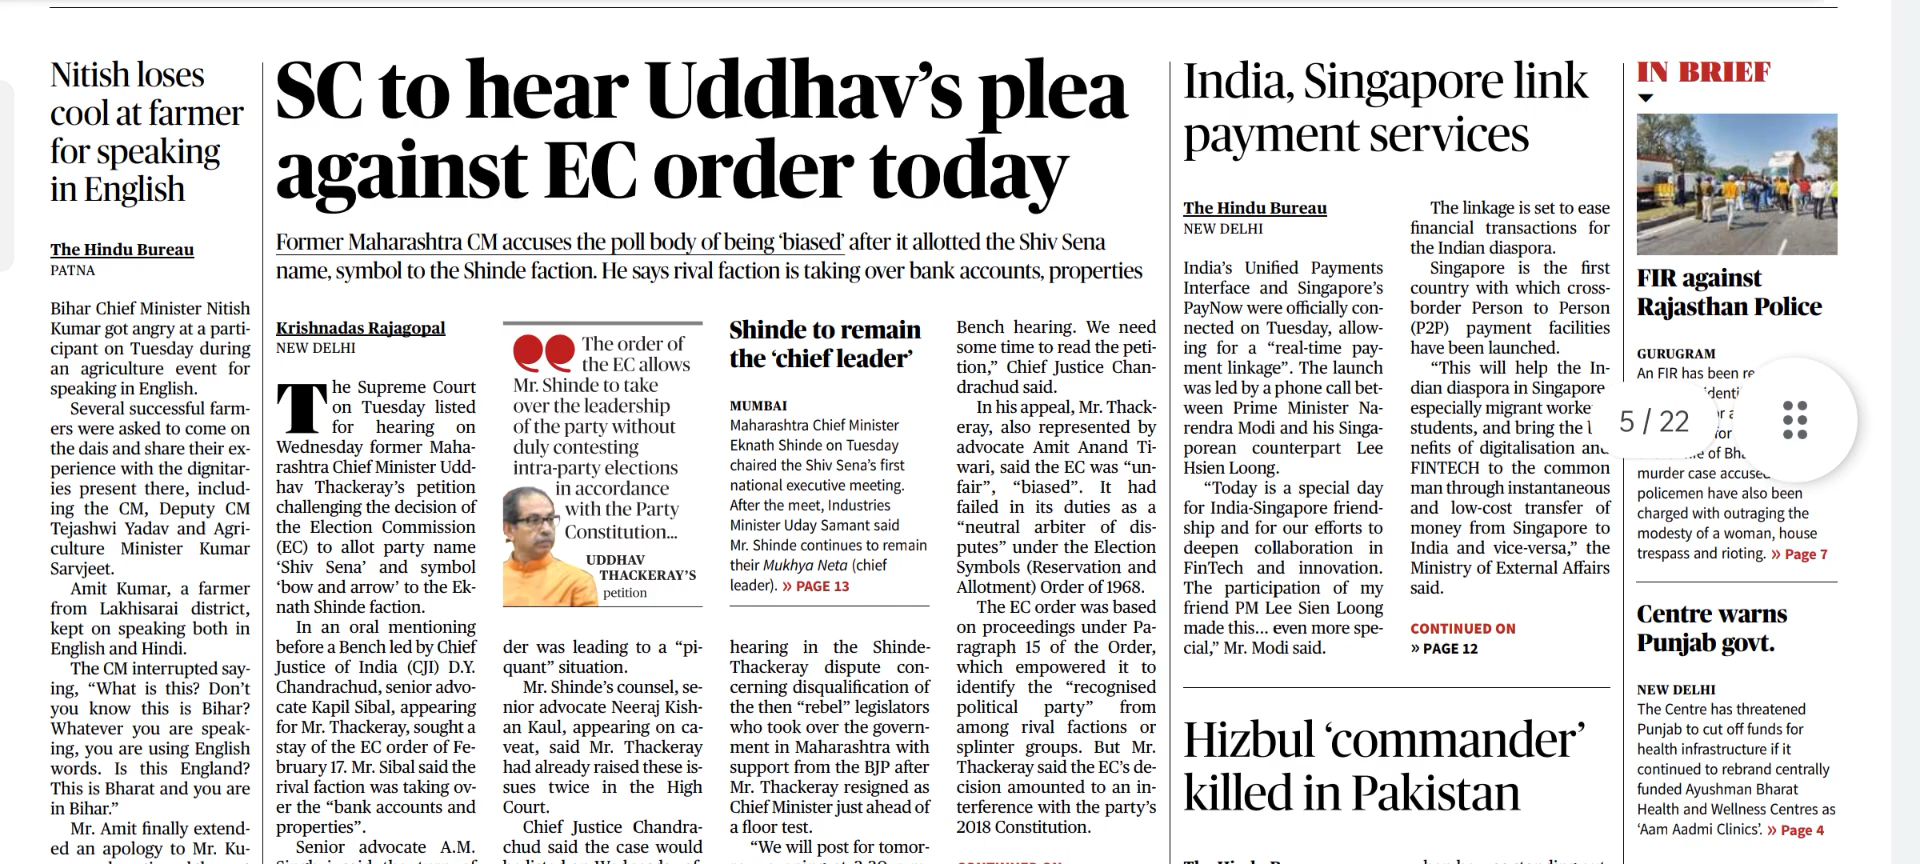 Nitish loses
cool at farmer
for speaking
in English
The Hindu Bureau
PATNA
Bihar Chief Minister Nitish
Kumar got angry at a parti-
cipant on Tuesday during
an agriculture event for
speaking in English.
Several successful farm-
ers were asked to come on
the dais and share their ex-
perience with the dignitar-
ies present there, includ-
ing the CM, Deputy CM
Tejashwi Yadav and Agri-
culture Minister Kumar
Sarvjeet.
Amit Kumar, a farmer
from Lakhisarai district,
kept on speaking both in
English and Hindi.
The CM interrupted say-
ing, “What is this? Don’t
you know this is Bihar?
Whatever you are speak-
ing, you are using English
words. Is this England?
This is Bharat and you are
in Bihar.”
Mr. Amit finally extend-
ed an apology to Mr. Ku-
SC to hear Uddhav’s plea
against EC order today
Former Maharashtra CM accuses the poll body of being ‘biased’ after it allotted the Shiv Sena
name, symbol to the Shinde faction. He says rival faction is taking over bank accounts, properties
Krishnadas Rajagopal
NEW DELHI
The Supreme Court
on Tuesday listed
for hearing on
Wednesday former Maha-
rashtra Chief Minister Udd-
hav Thackeray’s petition
challenging the decision of
the Election Commission
(EC) to allot party name
‘Shiv Sena’ and symbol
‘bow and arrow’ to the Ek-
nath Shinde faction.
In an oral mentioning
before a Bench led by Chief
Justice of India (CJI) D.Y.
Chandrachud, senior advo-
cate Kapil Sibal, appearing
for Mr. Thackeray, sought a
stay of the EC order of Fe-
bruary 17. Mr. Sibal said the
rival faction was taking ov-
er the “bank accounts and
properties”.
Senior advocate A.M.
The order of
the EC allows
Mr. Shinde to take
over the leadership
of the party without
duly contesting
intra-party elections
in accordance
with the Party
Constitution...
UDDHAV
THACKERAY’S
petition
der was leading to a “pi-
quant” situation.
Mr. Shinde’s counsel, se-
nior advocate Neeraj Kish-
an Kaul, appearing on ca-
veat, said Mr. Thackeray
had already raised these is-
sues twice in the High
Court.
Chief Justice Chandra-
chud said the case would
Shinde to remain
the ‘chief leader’
MUMBAI
Maharashtra Chief Minister
Eknath Shinde on Tuesday
chaired the Shiv Sena’s first
national executive meeting.
After the meet, Industries
Minister Uday Samant said
Mr. Shinde continues to remain
their Mukhya Neta (chief
leader). » PAGE 13
hearing in the Shinde-
Thackeray dispute con-
cerning disqualification of
the then “rebel” legislators
who took over the govern-
ment in Maharashtra with
support from the BJP after
Mr. Thackeray resigned as
Chief Minister just ahead of
a floor test.
“We will post for tomor-
Bench hearing. We need
some time to read the peti-
tion,” Chief Justice Chan-
drachud said.
In his appeal, Mr. Thack-
eray, also represented by
advocate Amit Anand Ti-
wari, said the EC was “un-
fair”, “biased”. It had
failed in its duties as a
“neutral arbiter of dis-
putes” under the Election
Symbols (Reservation and
Allotment) Order of 1968.
The EC order was based
on proceedings under Pa-
ragraph 15 of the Order,
which empowered it to
identify the “recognised
political party” from
among rival factions or
splinter groups. But Mr.
Thackeray said the EC’s de-
cision amounted to an in-
terference with the party’s
2018 Constitution.
India, Singapore link
payment services
The Hindu Bureau
NEW DELHI
India’s Unified Payments
Interface and Singapore’s
PayNow were officially con-
nected on Tuesday, allow-
ing for a “real-time pay-
ment linkage”. The launch
was led by a phone call bet-
ween Prime Minister Na-
rendra Modi and his Singa-
porean counterpart Lee
Hsien Loong.
“Today is a special day
for India-Singapore friend-
ship and for our efforts to
deepen collaboration in
FinTech and innovation.
The participation of my
friend PM Lee Sien Loong
made this... even more spe-
cial,” Mr. Modi said.
The linkage is set to ease
financial transactions for
the Indian diaspora.
Singapore is the first
country with which cross-
border Person to Person
(P2P) payment facilities
have been launched.
“This will help the In-
dian diaspora in Singapore
especially migrant worke
students, and bring the
nefits of digitalisation and
FINTECH to the common
man through instantaneous
and low-cost transfer of
money from Singapore to
India and vice-versa,” the
Ministry of External Affairs
said.
CONTINUED ON
» PAGE 12
Hizbul ‘commander’
killed in Pakistan
IN BRIEF
FIR against
Rajasthan Police
GURUGRAM
An FIR has been
5 / 22
murder case accused
policemen have also been
charged with outraging the
modesty of a woman, house
trespass and rioting. » Page 7
Centre warns
Punjab govt.
NEW DELHI
The Centre has threatened
Punjab to cut off funds for
health infrastructure if it
continued to rebrand centrally
funded Ayushman Bharat
Health and Wellness Centres as
‘Aam Aadmi Clinics’. » Page 4